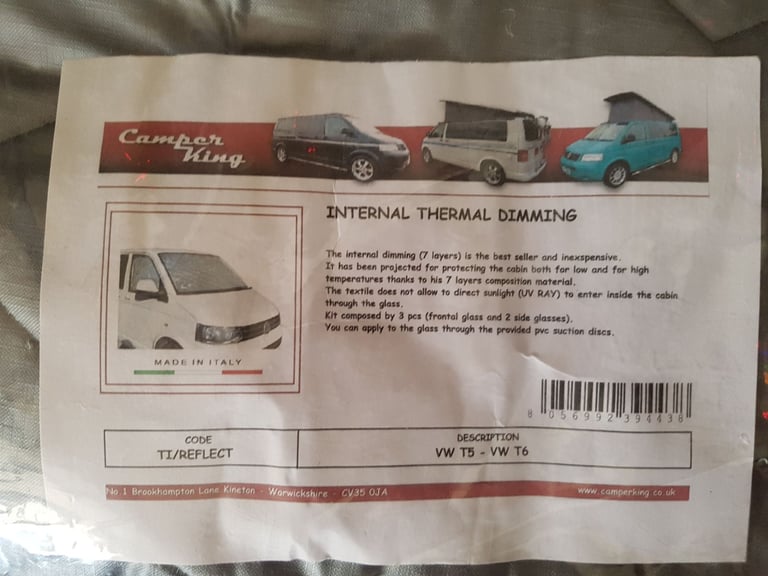 Camper
King
INTERNAL THERMAL DIMMING
The internal dimming (7 layers) is the best seller and inexspensive.
It has been projected for protecting the cabin both for low and for high
temperatures thanks to his 7 layers composition material.
The textile does not allow to direct sunlight (UV RAY) to enter inside the cabin
through the glass.
Kit composed by 3 pcs (frontal glass and 2 side glasses).
You can apply to the glass through the provided pvc suction discs.
MADE IN ITALY
8 056992 394438
CODE
TI/REFLECT
DESCRIPTION
VW T5 - VW T6
No 1 Brookhampton Lane Kineton - Warwickshire - CV35 0JA
www.camperking.co.uk